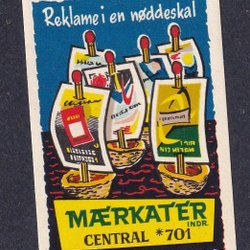 Reklame i en nøddeskal
MÆRKATER
INDR.
CENTRAL *701